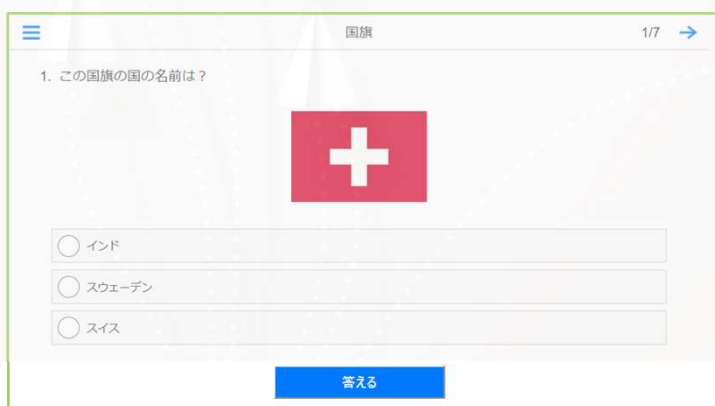 国旗
1/7
1. この国旗の国の名前は？
インド
スウェーデン
スイス
答える